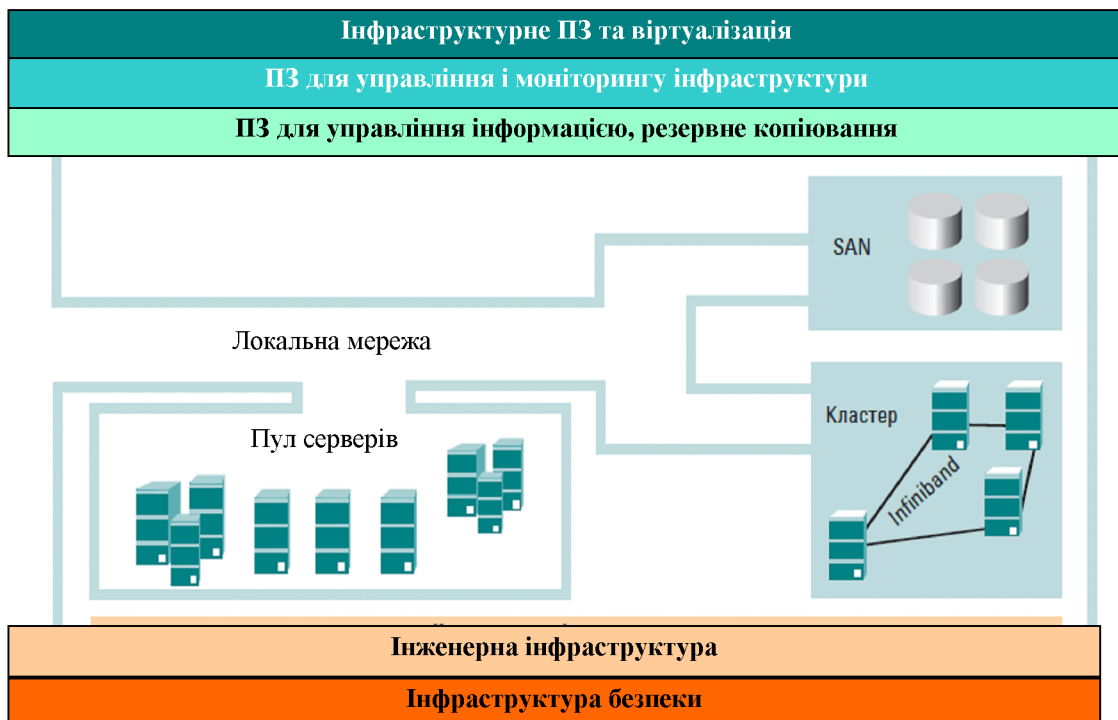 Інфраструктурне ПЗ та віртуалізація
ПЗ для управління і моніторингу інфраструктури
ПЗ для управління інформацією, резервне копіювання
SAN
Локальна мережа
Кластер
Пул серверів
Infiniband
Інженерна інфраструктура
Інфраструктура безпеки